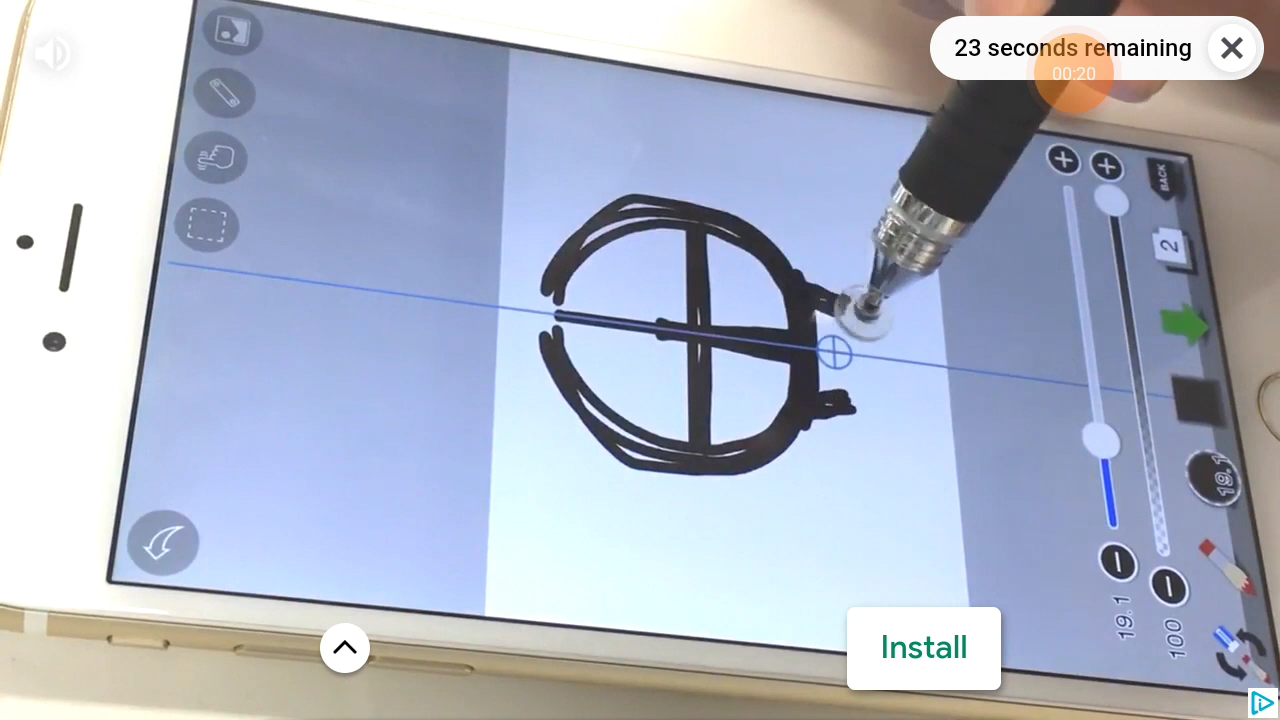 23 seconds remaining
00:20
BACK
2
19.1
19.1
100
Install